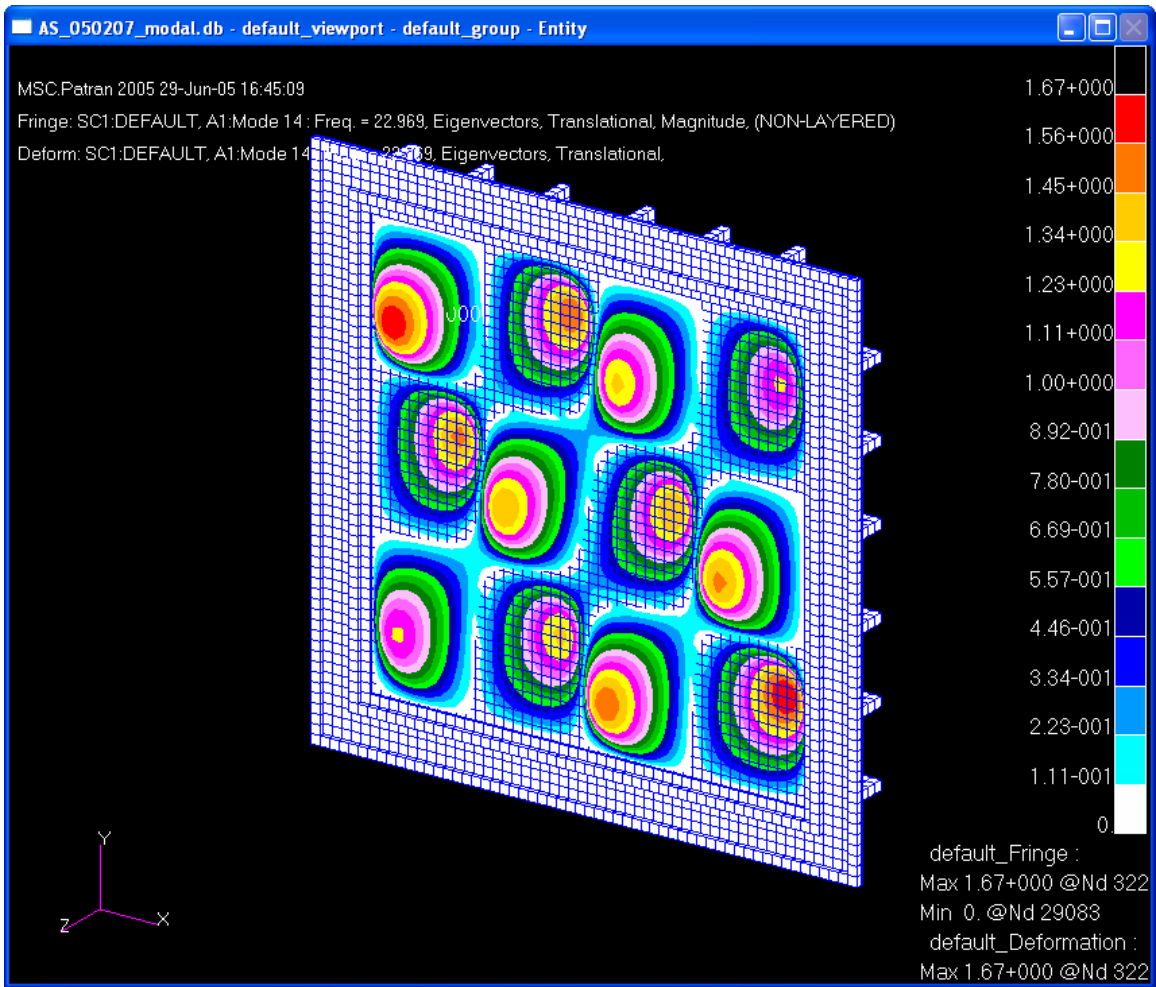 AS_050207_modal.db - default_viewport - default_group - Entity
MSC.Patran 2005 29-Jun-05 16:45:09
Fringe: SC1:DEFAULT, A1:Mode 14 : Freq. = 22.969, Eigenvectors, Translational, Magnitude, (NON-LAYERED)
Deform: SC1:DEFAULT, A1:Mode 14 69, Eigenvectors, Translational,
1.67+000
1.56+000
1.45+000
1.34+000
1.23+000
1.11+000
1.00+000
8.92-001
7.80-001
6.69-001
5.57-001
4.46-001
3.34-001
2.23-001
1.11-001
0.
default_Fringe :
Max 1.67+000 @Nd 322
Min 0. @Nd 29083
default_Deformation :
Max 1.67+000 @Nd 322
Y
Z
X